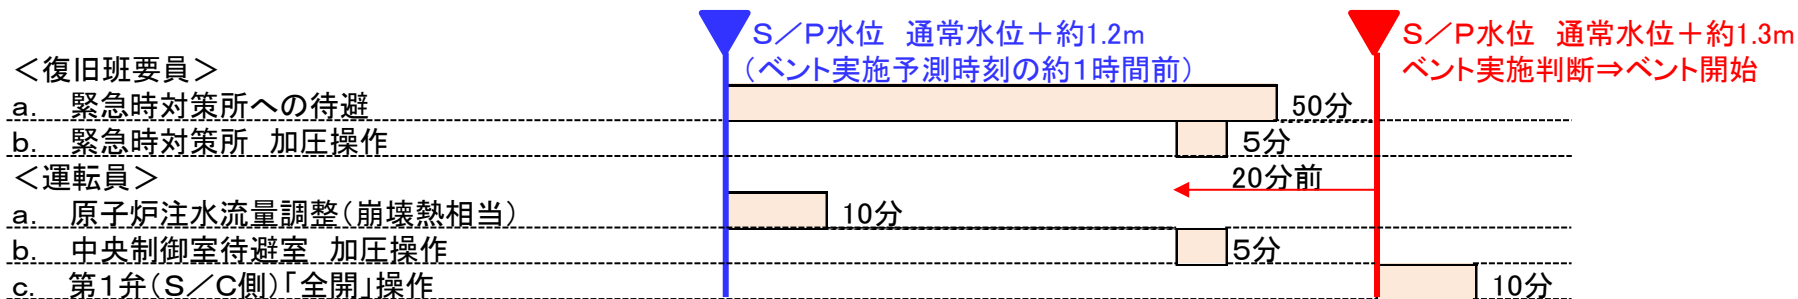 S/P水位　通常水位+約1.2m
(ベント実施予測時刻の約1時間前)
S/P水位　通常水位+約1.3m
ベント実施判断⇒ベント開始
<復旧班要員>
a.　緊急時対策所への待避
50分
b.　緊急時対策所　加圧操作
5分
<運転員>
20分前
a.　原子炉注水流量調整(崩壊熱相当)
10分
b.　中央制御室待避室　加圧操作
5分
c.　第1弁(S/C側)「全開」操作
10分